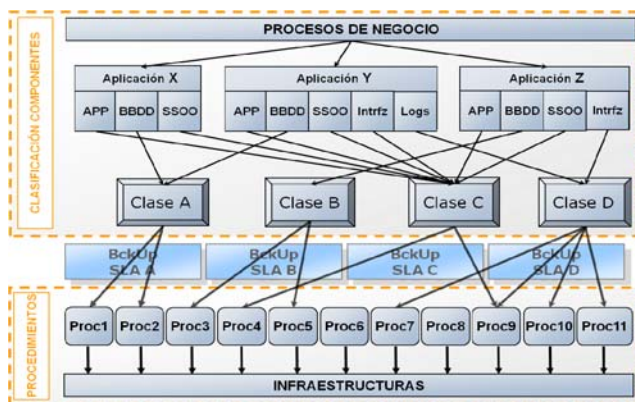 CLASIFICACIÓN COMPONENTES
PROCESOS DE NEGOCIO
Aplicación X
APP BBDD SSOO
Aplicación Y
APP BBDD SSOO Intrfz Logs
Aplicación Z
APP BBDD SSOO Intrfz
Clase A
Clase B
Clase C
Clase D
BckUp
SLA A
BckUp
SLA B
BckUp
SLA C
BckUp
SLA D
PROCEDIMIENTOS
Proc1 Proc2 Proc3 Proc4 Proc5 Proc6 Proc7 Proc8 Proc9 Proc10 Proc11
INFRAESTRUCTURAS